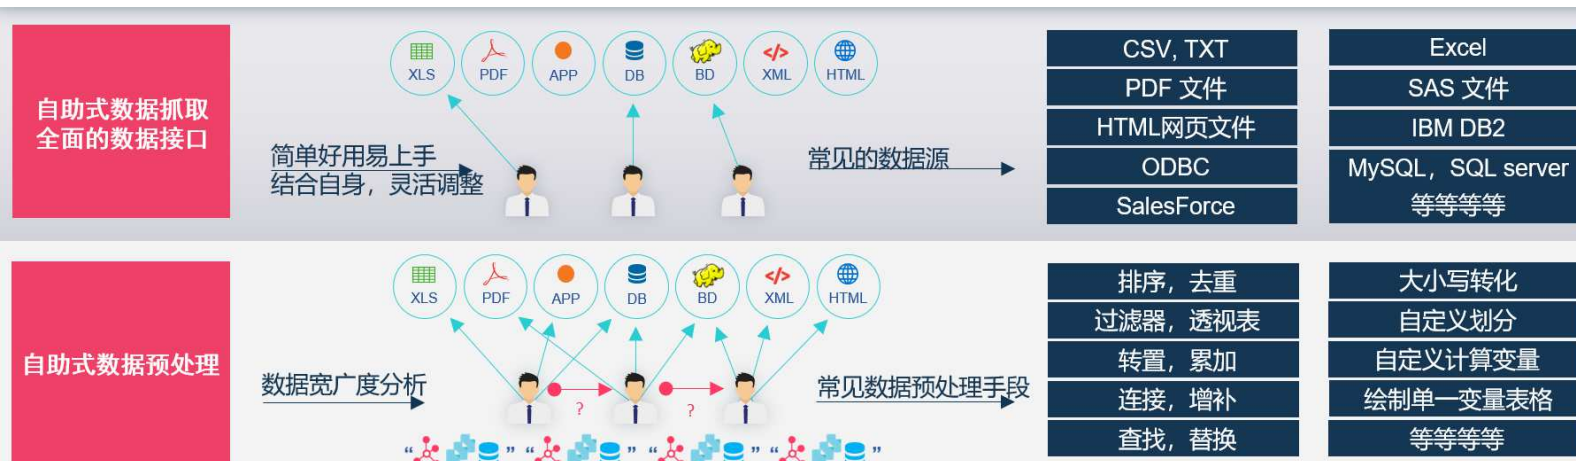 自助式数据抓取
全面的数据接口
XLS
PDF
APP
DB
BD
XML
HTML
简单好用易上手
结合自身，灵活调整
常见的数据源
CSV, TXT
PDF 文件
HTML网页文件
ODBC
SalesForce
Excel
SAS 文件
IBM DB2
MySQL，SQL server
等等等等
自助式数据预处理
XLS
PDF
APP
DB
BD
XML
HTML
数据宽广度分析
?
?
常见数据预处理手段
“ ” “ ” “ ” “ ”
排序，去重
过滤器，透视表
转置，累加
连接，增补
查找，替换
大小写转化
自定义划分
自定义计算变量
绘制单一变量表格
等等等等